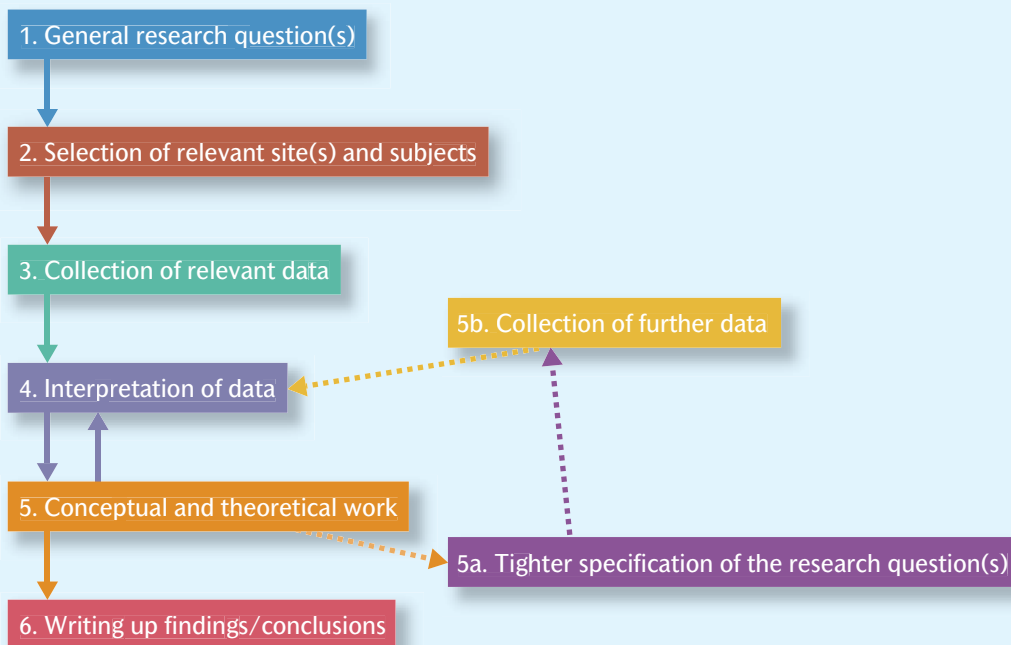 1. General research question(s)
2. Selection of relevant site(s) and subjects
3. Collection of relevant data
5b. Collection of further data
4. Interpretation of data
5. Conceptual and theoretical work
5a. Tighter specification of the research question(s)
6. Writing up findings/conclusions